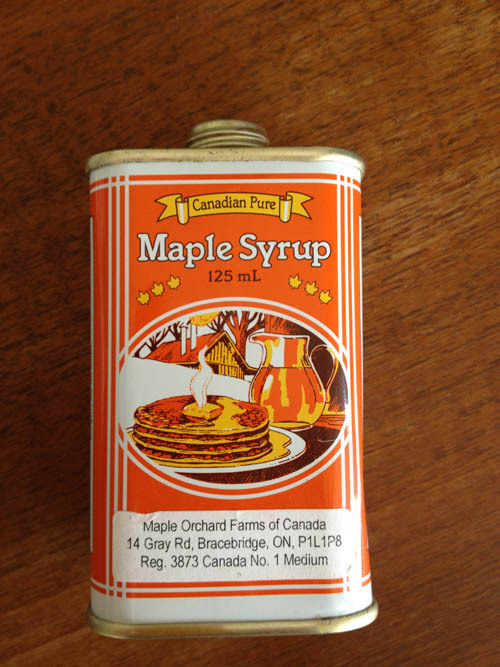 Canadian Pure
Maple Syrup
125 mL
Maple Orchard Farms of Canada
14 Gray Rd, Bracebridge, ON, P1L1P8
Reg. 3873 Canada No. 1 Medium